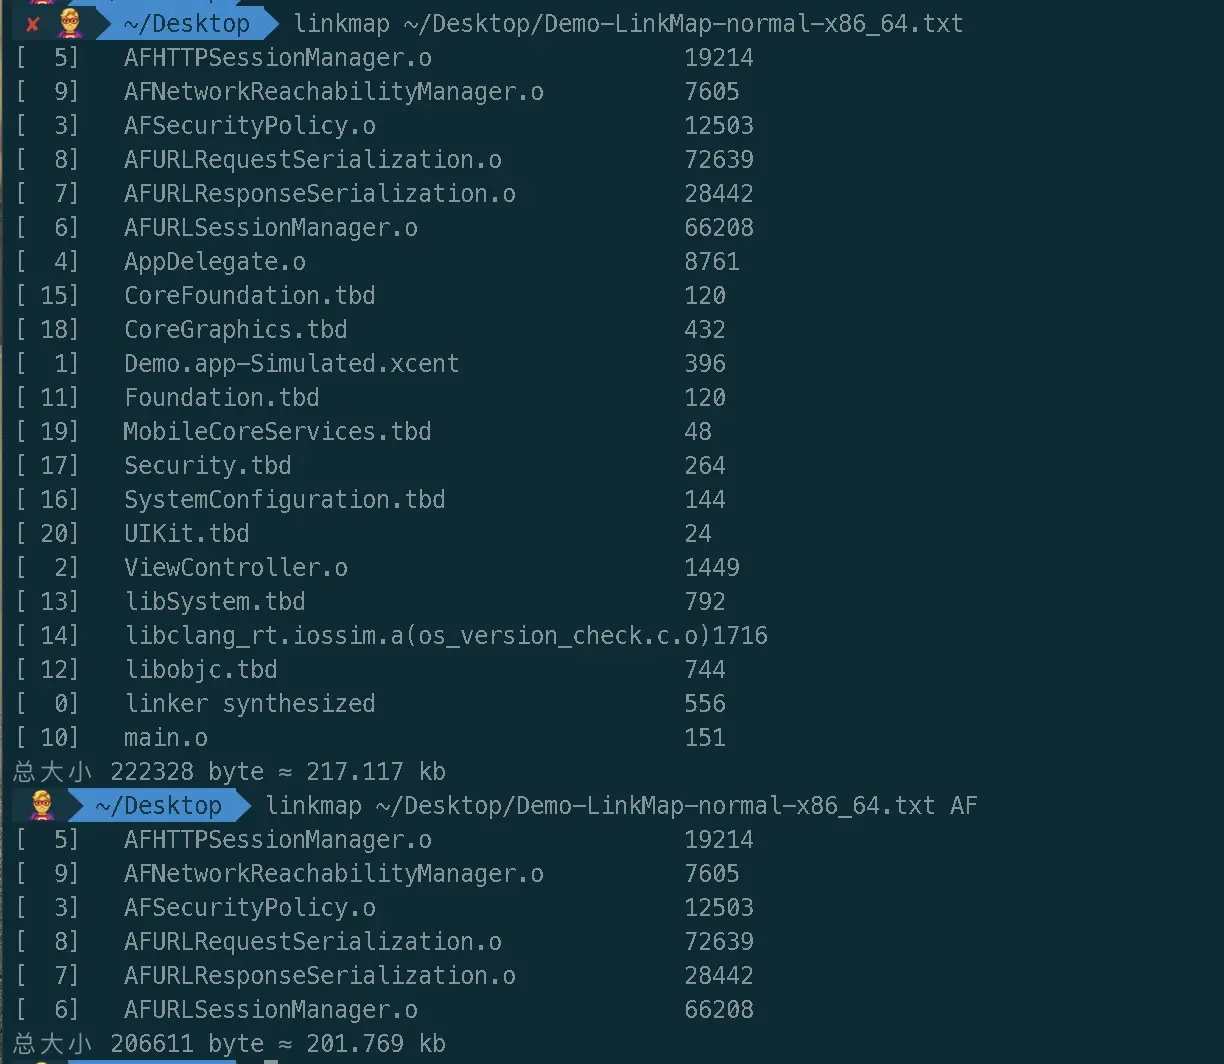 ✘ ~/Desktop linkmap ~/Desktop/Demo-LinkMap-normal-x86_64.txt
[  5]   AFHTTPSessionManager.o                  19214
[  9]   AFNetworkReachabilityManager.o          7605
[  3]   AFSecurityPolicy.o                      12503
[  8]   AFURLRequestSerialization.o             72639
[  7]   AFURLResponseSerialization.o            28442
[  6]   AFURLSessionManager.o                   66208
[  4]   AppDelegate.o                           8761
[ 15]   CoreFoundation.tbd                      120
[ 18]   CoreGraphics.tbd                        432
[  1]   Demo.app-Simulated.xcent                396
[ 11]   Foundation.tbd                          120
[ 19]   MobileCoreServices.tbd                  48
[ 17]   Security.tbd                            264
[ 16]   SystemConfiguration.tbd                 144
[ 20]   UIKit.tbd                               24
[  2]   ViewController.o                        1449
[ 13]   libSystem.tbd                           792
[ 14]   libclang_rt.iossim.a(os_version_check.c.o)1716
[ 12]   libobjc.tbd                             744
[  0]   linker synthesized                      556
[ 10]   main.o                                  151
总大小 222328 byte ≈ 217.117 kb
~/Desktop linkmap ~/Desktop/Demo-LinkMap-normal-x86_64.txt AF
[  5]   AFHTTPSessionManager.o                  19214
[  9]   AFNetworkReachabilityManager.o          7605
[  3]   AFSecurityPolicy.o                      12503
[  8]   AFURLRequestSerialization.o             72639
[  7]   AFURLResponseSerialization.o            28442
[  6]   AFURLSessionManager.o                   66208
总大小 206611 byte ≈ 201.769 kb